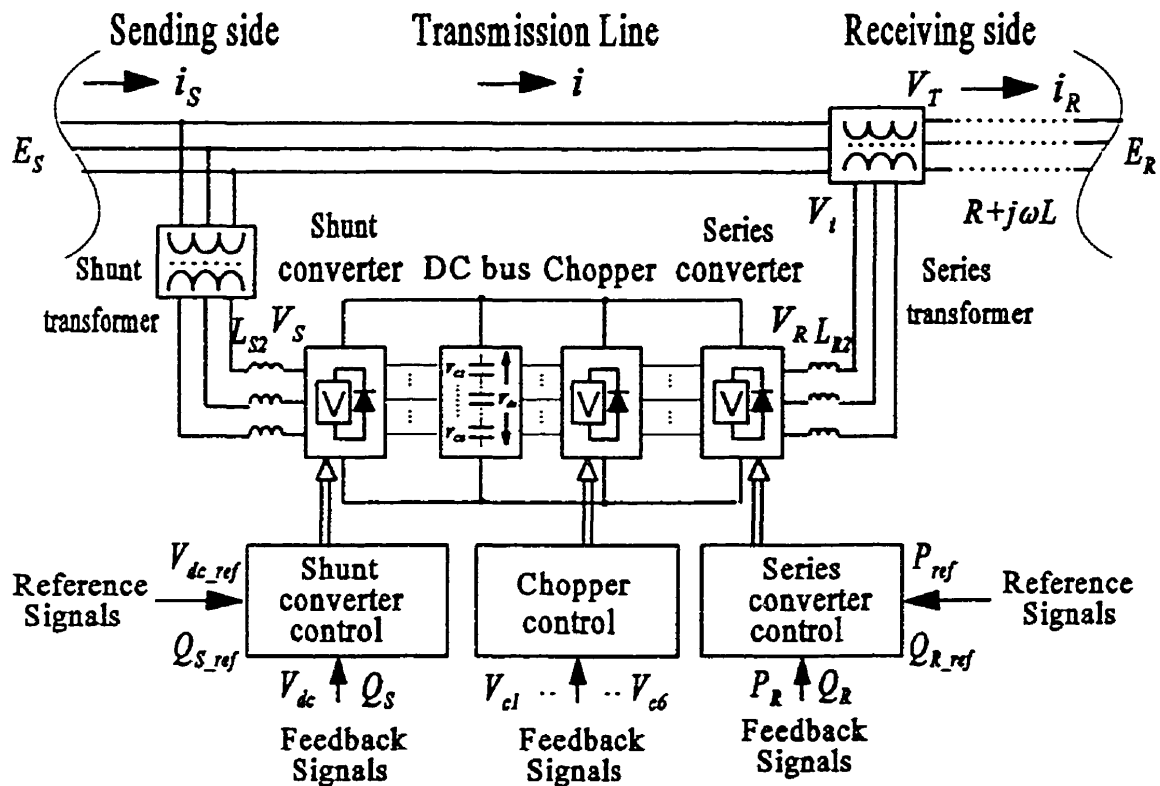 Sending side
Transmission Line
Receiving side
i_S
i
V_T
i_R
E_S
E_R
R+jωL
V_i
Shunt
transformer
Shunt
converter
DC bus
Chopper
Series
converter
Series
transformer
L_S2
V_S
V_R
L_R2
V
V
V
Reference
Signals
V_dc_ref
Q_S_ref
Shunt
converter
control
Chopper
control
Series
converter
control
P_ref
Q_R_ref
Reference
Signals
V_dc
Q_S
V_c1 .. .. V_c6
P_R
Q_R
Feedback
Signals
Feedback
Signals
Feedback
Signals